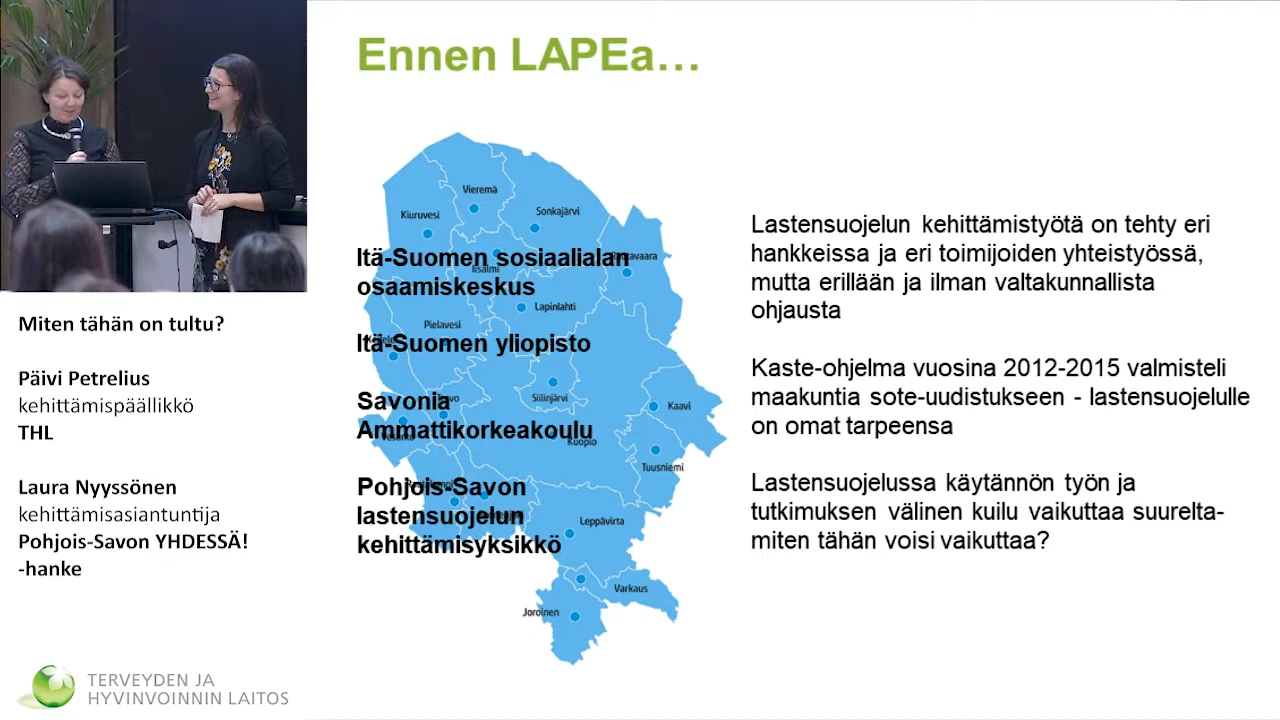 Ennen LAPEa...
Vieremä
Kiuruvesi
Sonkajärvi
Itä-Suomen sosiaalialan
osaamiskeskus
Iisalmi
Lapinlahti
Pielavesi
Itä-Suomen yliopisto
Savonia
Ammattikorkeakoulu
Siilinjärvi
Kaavi
Kuopio
Tuusniemi
Pohjois-Savon
lastensuojelun
kehittämisyksikkö
Leppävirta
Varkaus
Joroinen
Lastensuojelun kehittämistyötä on tehty eri
hankkeissa ja eri toimijoiden yhteistyössä,
mutta erillään ja ilman valtakunnallista
ohjausta
Kaste-ohjelma vuosina 2012-2015 valmisteli
maakuntia sote-uudistukseen - lastensuojelulle
on omat tarpeensa
Lastensuojelussa käytännön työn ja
tutkimuksen välinen kuilu vaikuttaa suurelta-
miten tähän voisi vaikuttaa?
Miten tähän on tultu?
Päivi Petrelius
kehittämispäällikkö
THL
Laura Nyyssönen
kehittämisasiantuntija
Pohjois-Savon YHDESSÄ!
-hanke
TERVEYDEN JA
HYVINVOINNIN LAITOS